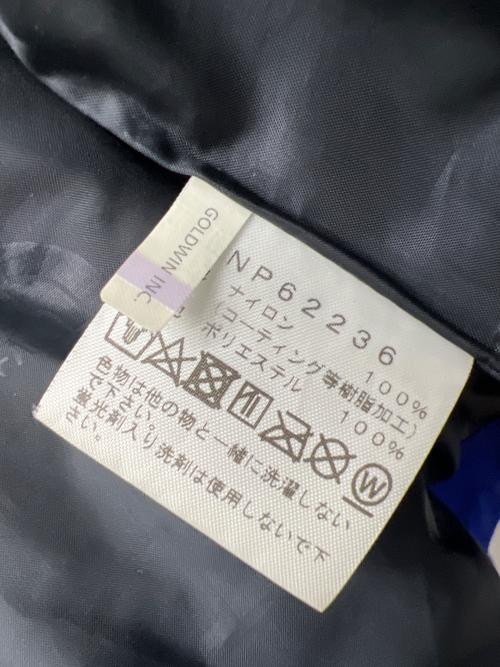 GOLDWIN INC.
NP62236
ナイロン 100%
(コーティング等樹脂加工)
ポリエステル 100%
W
色物は他の物と一緒に洗濯しない
で下さい。
蛍光剤入り洗剤は使用しないで下
さい。